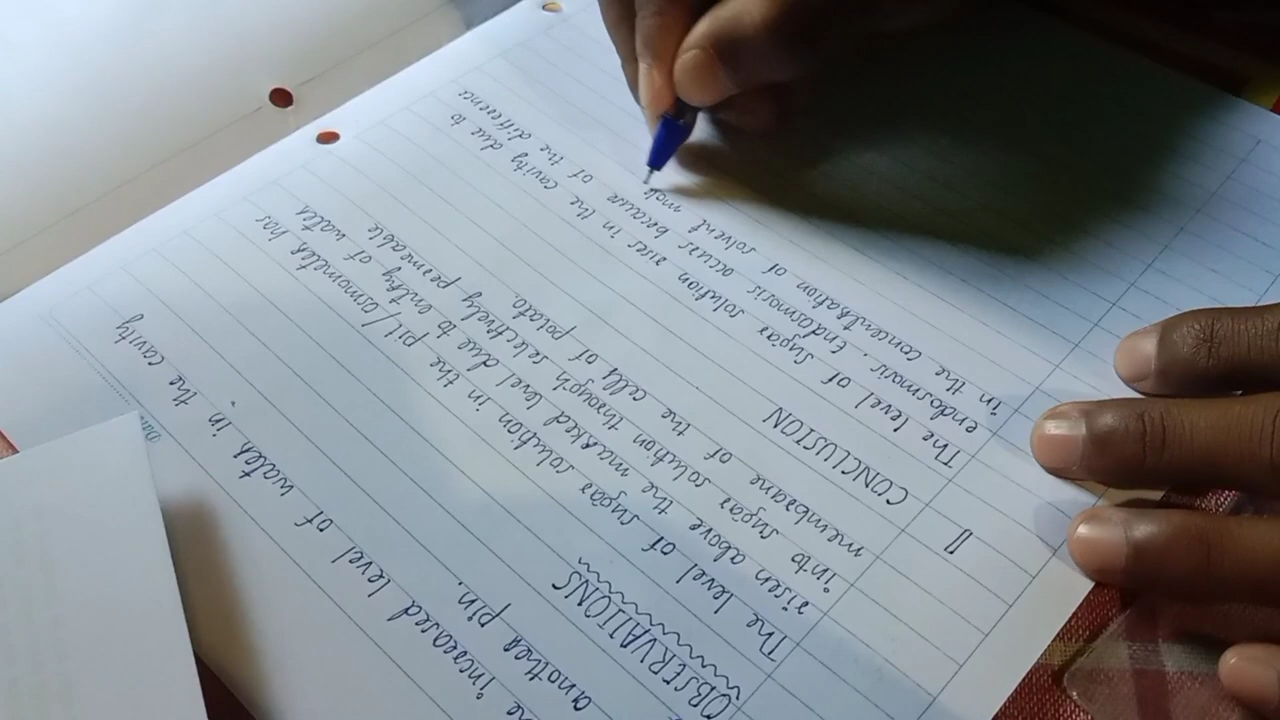 increased level of water in the cavity
another pin.
OBSERVATIONS
The level of sugar solution in the pit/osmometer has
risen above the marked level due to entry of water
into sugar solution through selectively permeable
membrane of the cells of potato.
CONCLUSION
The level of sugar solution rises in the cavity due to
endosmosis. Endosmosis occurs because of the difference
in the concentration of solvent mole